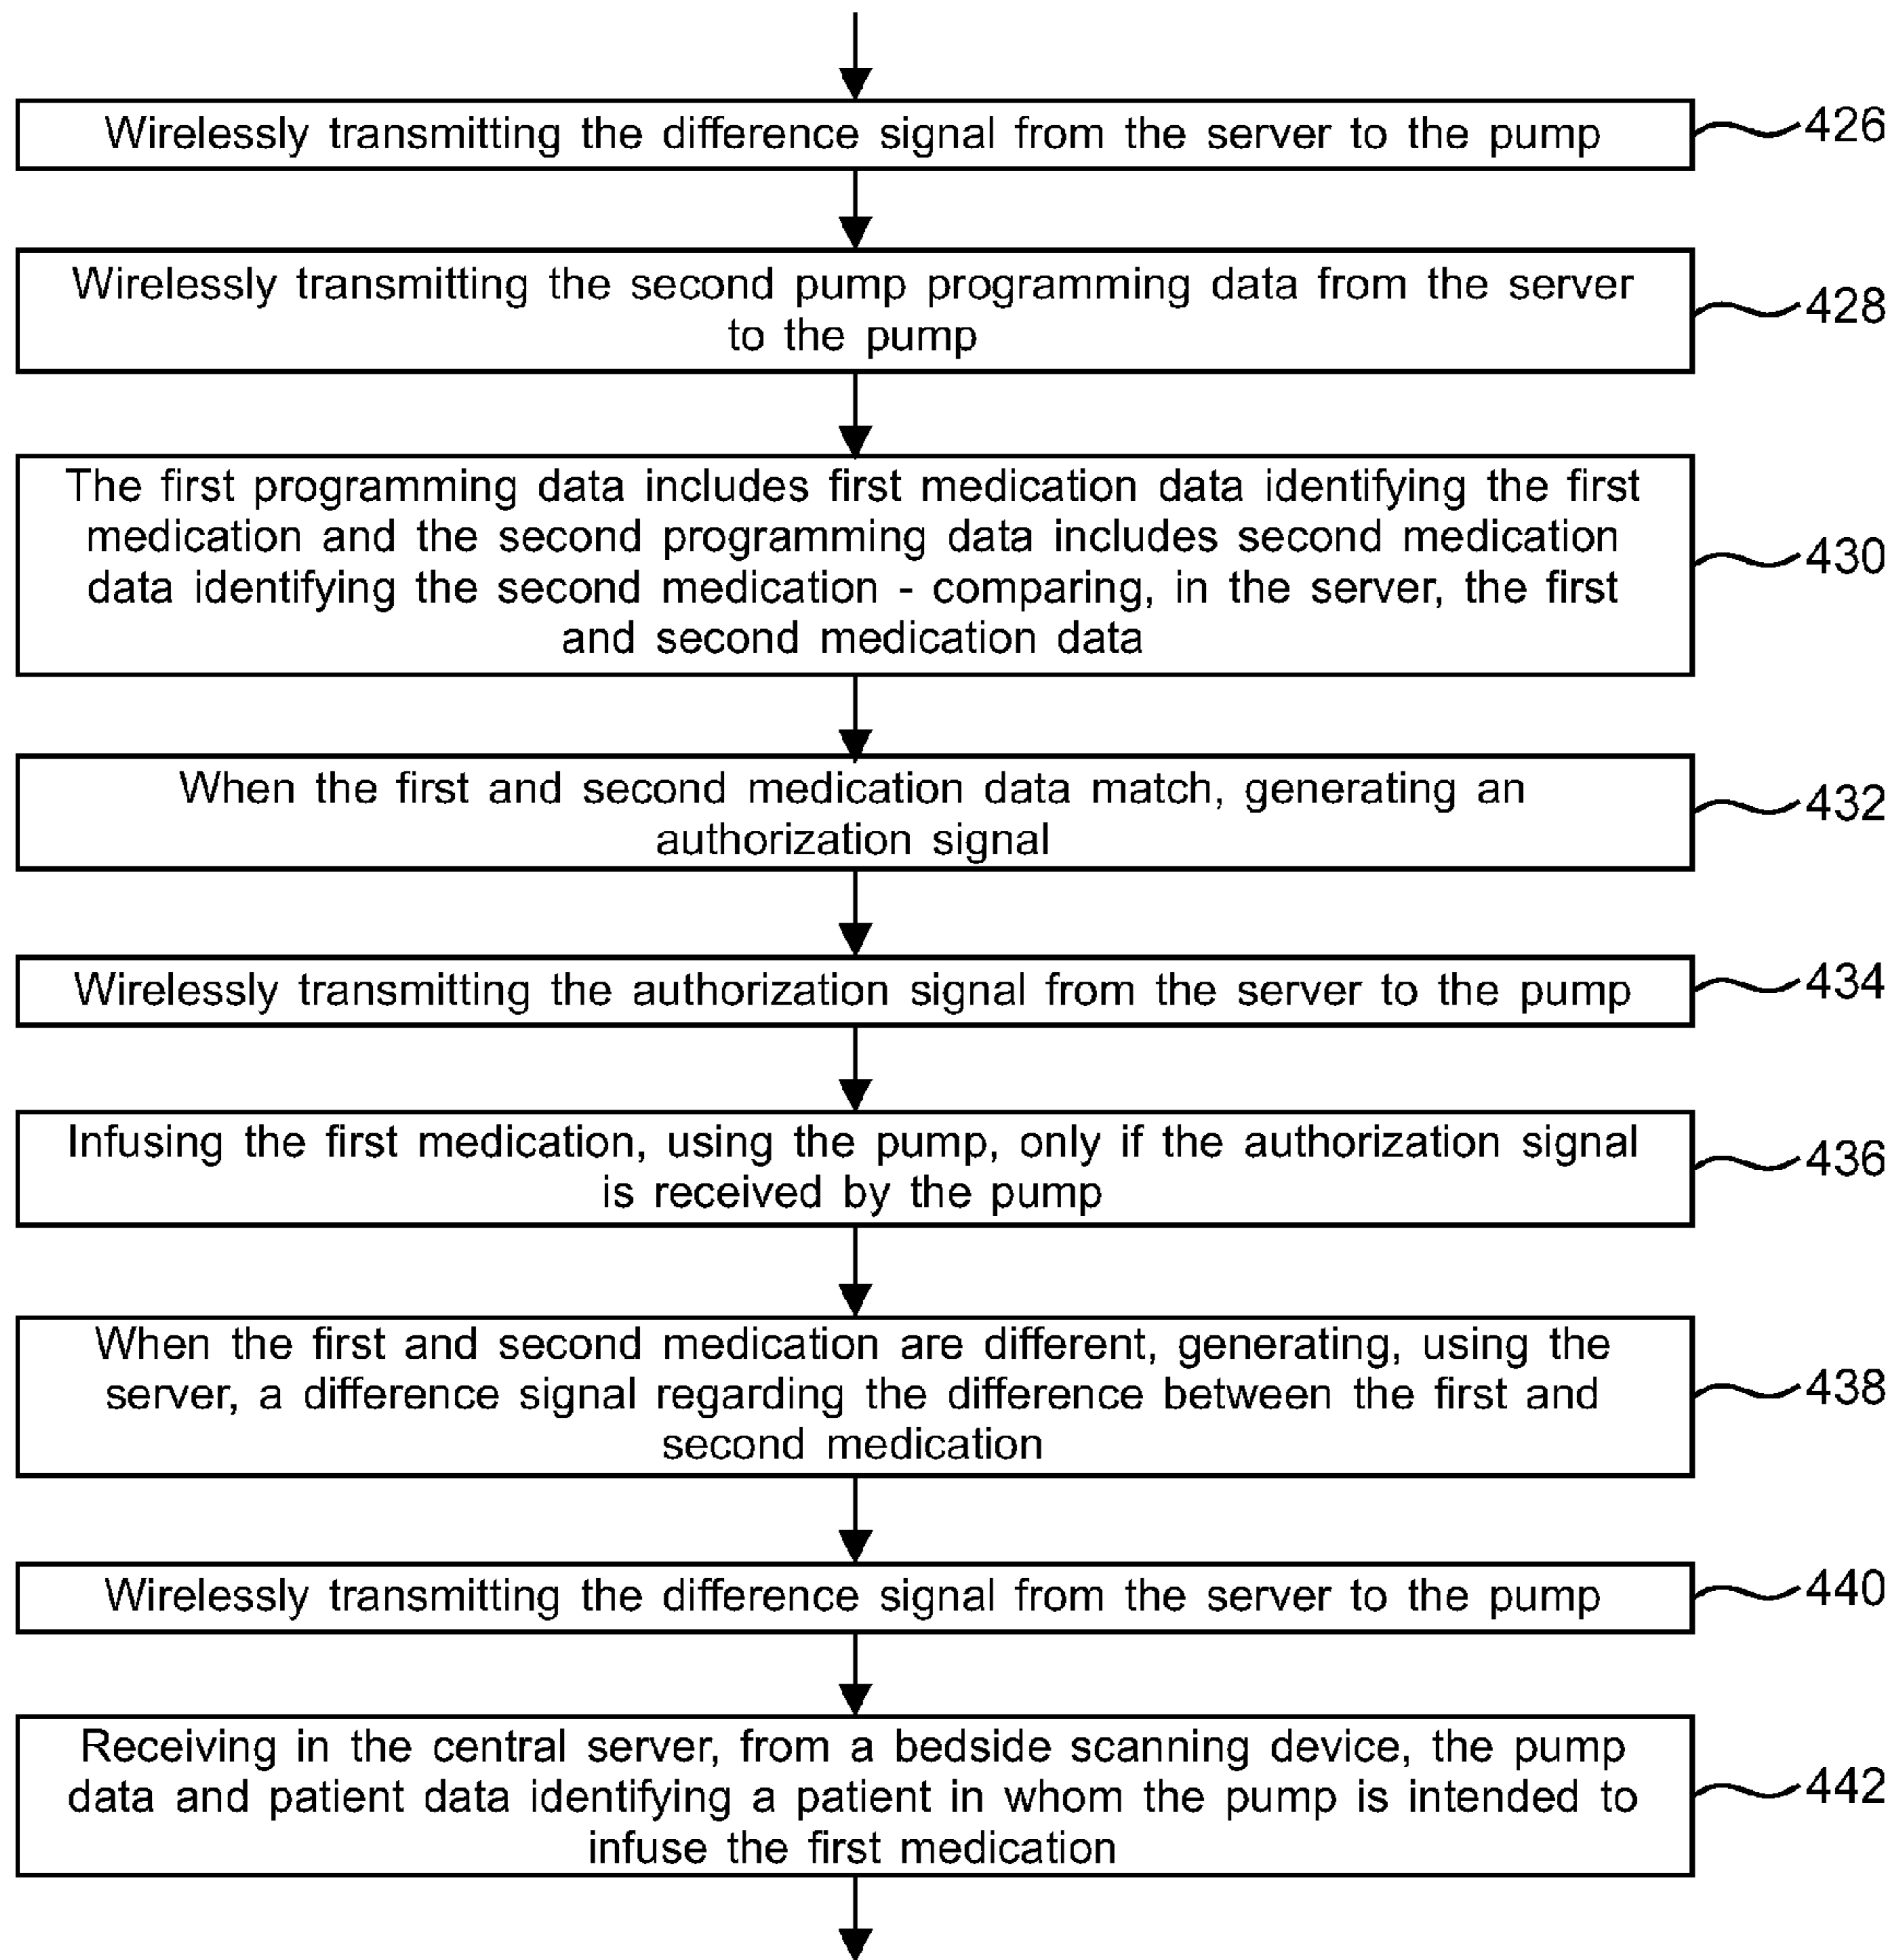 Wirelessly transmitting the difference signal from the server to the pump
426
Wirelessly transmitting the second pump programming data from the server
to the pump
428
The first programming data includes first medication data identifying the first
medication and the second programming data includes second medication
data identifying the second medication - comparing, in the server, the first
and second medication data
430
When the first and second medication data match, generating an
authorization signal
432
Wirelessly transmitting the authorization signal from the server to the pump
434
Infusing the first medication, using the pump, only if the authorization signal
is received by the pump
436
When the first and second medication are different, generating, using the
server, a difference signal regarding the difference between the first and
second medication
438
Wirelessly transmitting the difference signal from the server to the pump
440
Receiving in the central server, from a bedside scanning device, the pump
data and patient data identifying a patient in whom the pump is intended to
infuse the first medication
442